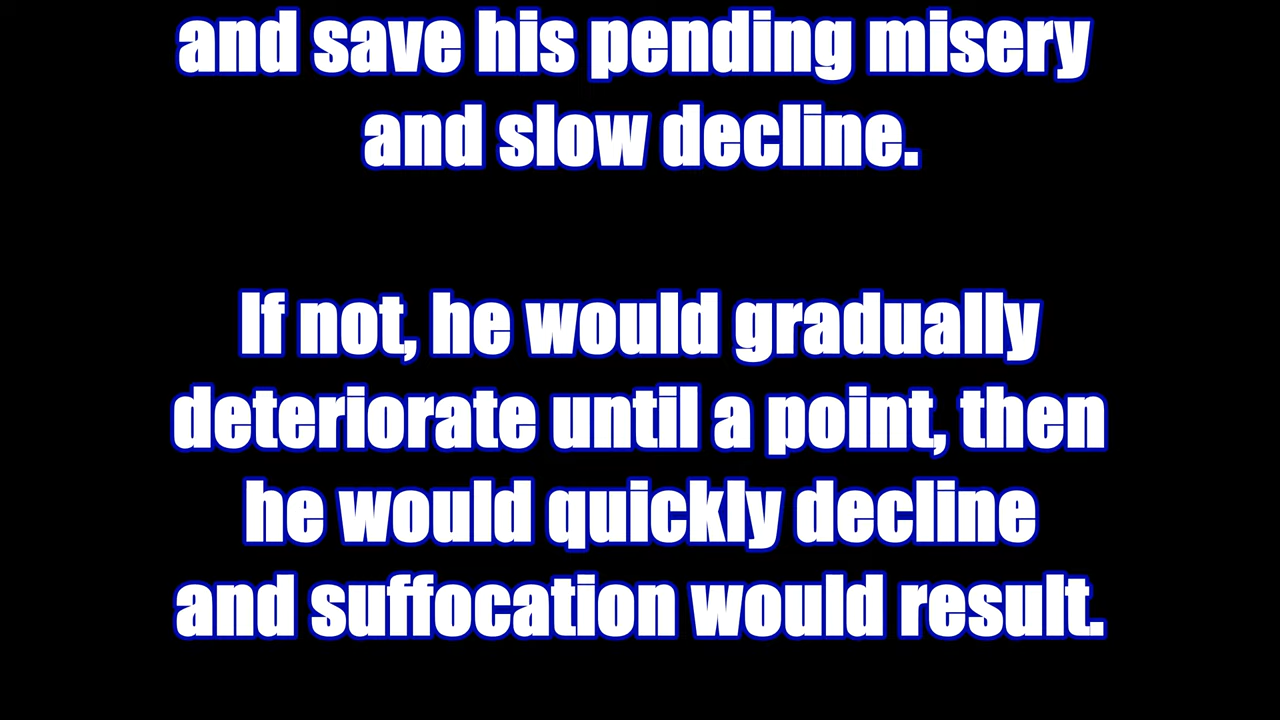 and save his pending misery
and slow decline.
If not, he would gradually
deteriorate until a point, then
he would quickly decline
and suffocation would result.